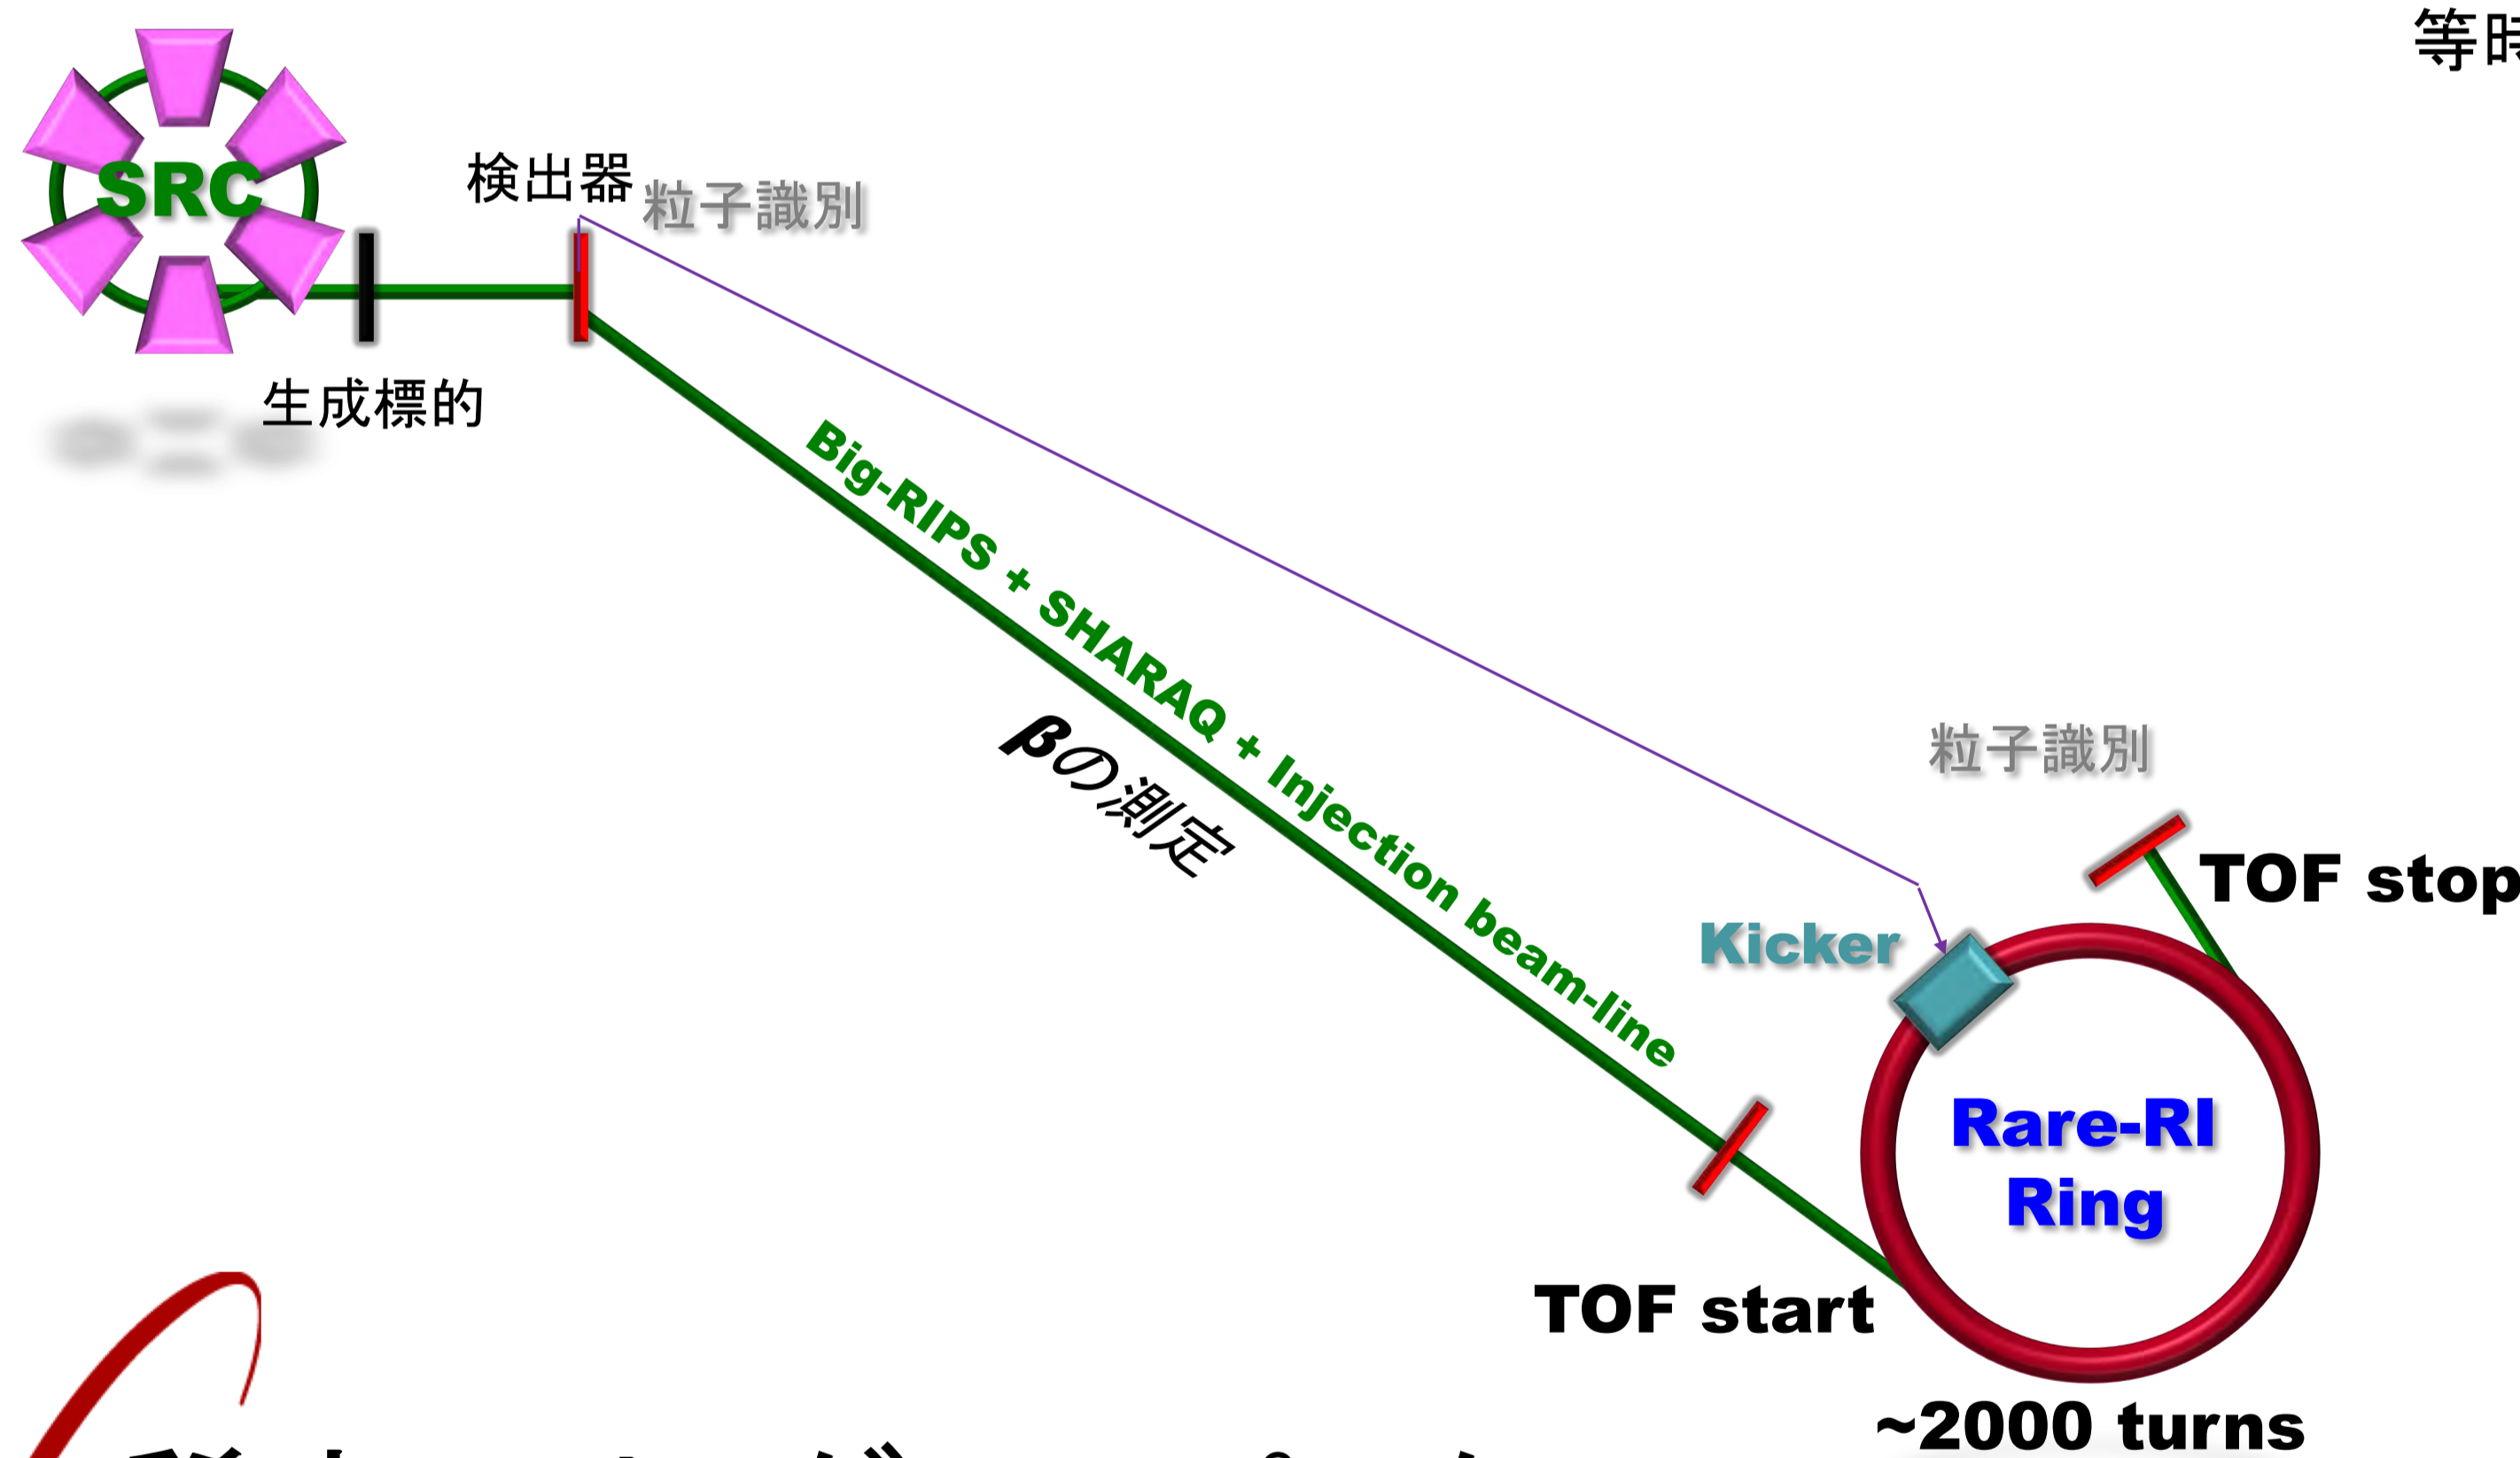 等時
SRC
検出器
粒子識別
生成標的
Big-RIPS + SHARAQ + Injection beam-line
βの測定
粒子識別
TOF stop
Kicker
Rare-RI
Ring
TOF start
~2000 turns